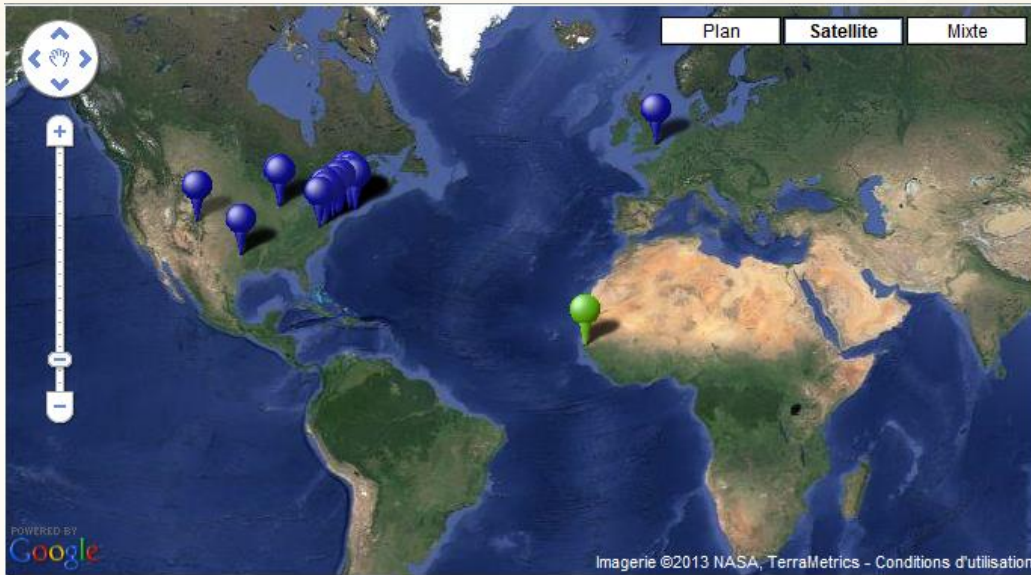 Plan
Satellite
Mixte
POWERED BY
Google
Imagerie ©2013 NASA, TerraMetrics - Conditions d'utilisation